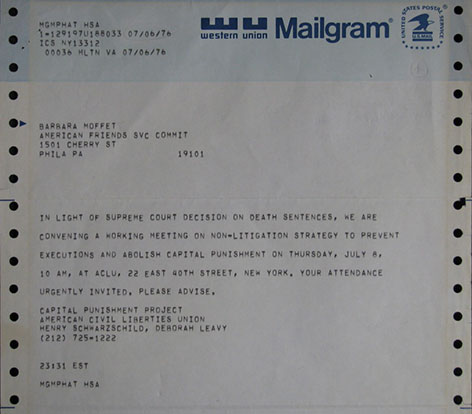 MGMPHAT HSA
1-129197U188033 07/06/76
ICS NY13312
00036 MLTN VA 07/06/76
western union Mailgram
UNITED STATES POSTAL SERVICE
U.S.MAIL
BARBARA MOFFET
AMERICAN FRIENDS SVC COMMIT
1501 CHERRY ST
PHILA PA 19101
IN LIGHT OF SUPREME COURT DECISION ON DEATH SENTENCES, WE ARE
CONVENING A WORKING MEETING ON NON-LITIGATION STRATEGY TO PREVENT
EXECUTIONS AND ABOLISH CAPITAL PUNISHMENT ON THURSDAY, JULY 8,
10 AM, AT ACLU, 22 EAST 40TH STREET, NEW YORK. YOUR ATTENDANCE
URGENTLY INVITED. PLEASE ADVISE.
CAPITAL PUNISHMENT PROJECT
AMERICAN CIVIL LIBERTIES UNION
HENRY SCHWARZSCHILD, DEBORAH LEAVY
(212) 725-1222
23:31 EST
MGMPHAT HSA